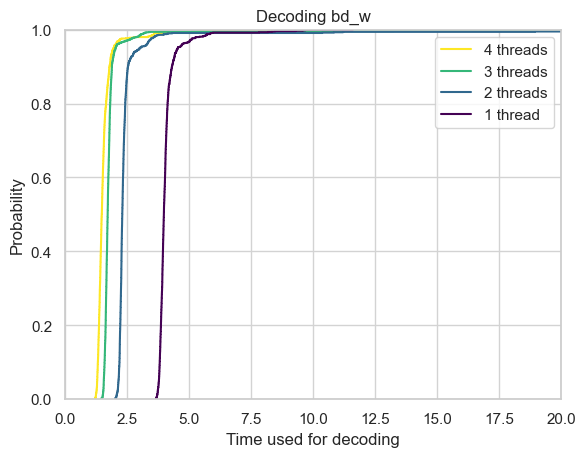 Decoding bd_w
1.0
0.8
0.6
0.4
0.2
0.0
Probability
4 threads
3 threads
2 threads
1 thread
0.0 2.5 5.0 7.5 10.0 12.5 15.0 17.5 20.0
Time used for decoding